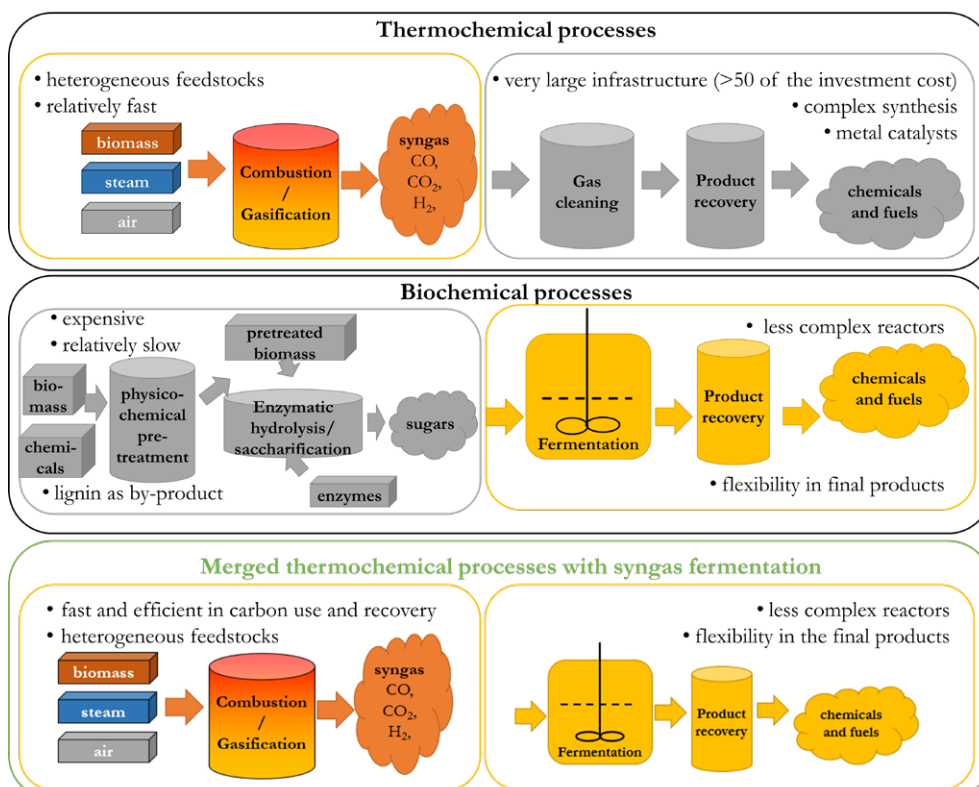 Thermochemical processes
• heterogeneous feedstocks
• relatively fast
biomass
steam
air
Combustion
/
Gasification
syngas
CO,
CO₂,
H₂,
• very large infrastructure (>50 of the investment cost)
• complex synthesis
• metal catalysts
Gas
cleaning
Product
recovery
chemicals
and fuels
Biochemical processes
• expensive
• relatively slow
bio-
mass
chemi-
cals
physico-
chemical
pre-
treatment
pretreated
biomass
Enzymatic
hydrolysis/
saccharification
enzymes
sugars
• lignin as by-product
• less complex reactors
Fermentation
Product
recovery
chemicals
and fuels
• flexibility in final products
Merged thermochemical processes with syngas fermentation
• fast and efficient in carbon use and recovery
• heterogeneous feedstocks
biomass
steam
air
Combustion
/
Gasification
syngas
CO,
CO₂,
H₂,
• less complex reactors
• flexibility in the final products
Fermentation
Product
recovery
chemicals
and fuels